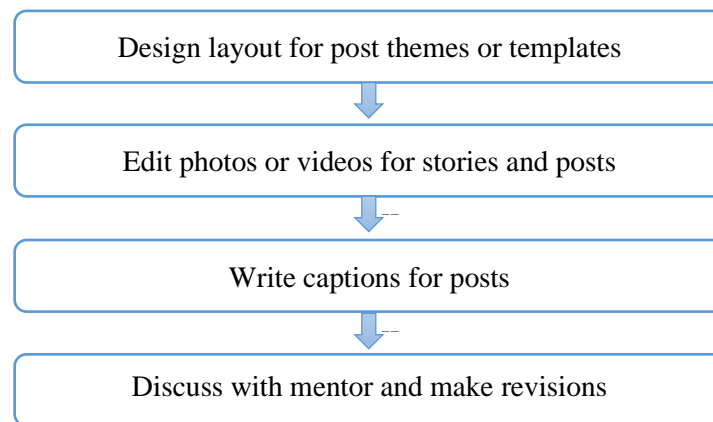 Design layout for post themes or templates
Edit photos or videos for stories and posts
Write captions for posts
Discuss with mentor and make revisions